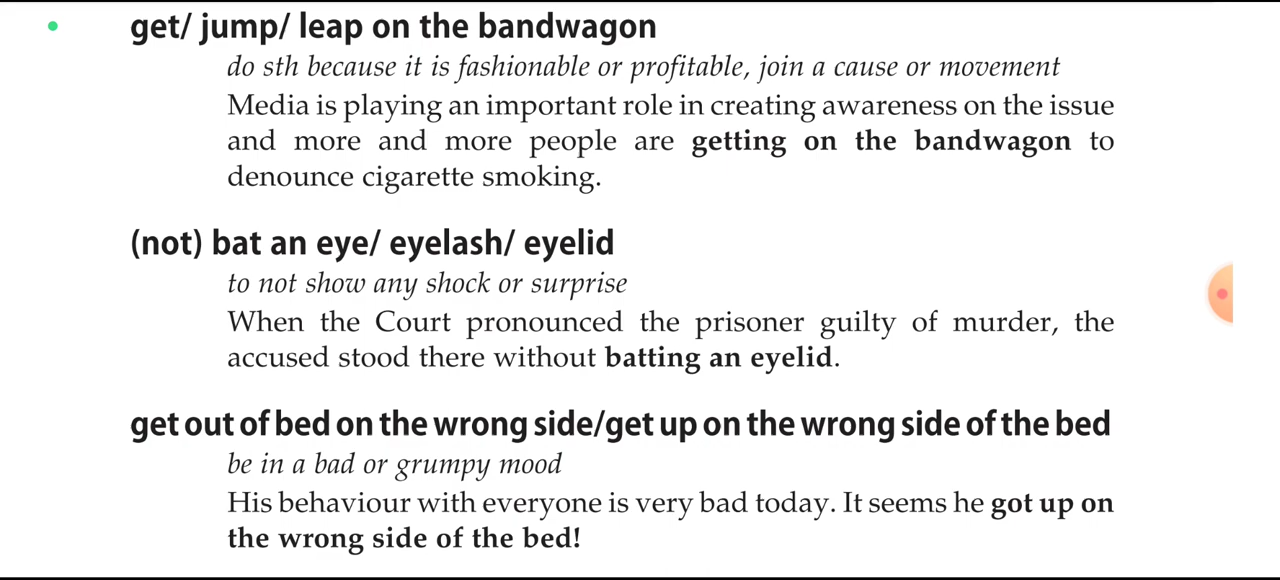 get/ jump/ leap on the bandwagon
do sth because it is fashionable or profitable, join a cause or movement
Media is playing an important role in creating awareness on the issue
and more and more people are getting on the bandwagon to
denounce cigarette smoking.
(not) bat an eye/ eyelash/ eyelid
to not show any shock or surprise
When the Court pronounced the prisoner guilty of murder, the
accused stood there without batting an eyelid.
get out of bed on the wrong side/get up on the wrong side of the bed
be in a bad or grumpy mood
His behaviour with everyone is very bad today. It seems he got up on
the wrong side of the bed!